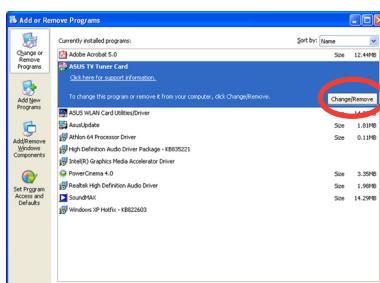 Add or Remove Programs
Change or
Remove
Programs
Add New
Programs
Add/Remove
Windows
Components
Set Program
Access and
Defaults
Currently installed programs:
Sort by: Name
Adobe Acrobat 5.0 Size 12.44MB
ASUS TV Tuner Card
Click here for support information.
To change this program or remove it from your computer, click Change/Remove.
Change/Remove
ASUS WLAN Card Utilities/Driver Size
AsusUpdate Size 1.81MB
Athlon 64 Processor Driver Size 0.11MB
High Definition Audio Driver Package - KB835221
Intel(R) Graphics Media Accelerator Driver
PowerCinema 4.0 Size 3.35MB
Realtek High Definition Audio Driver Size 1.98MB
SoundMAX Size 14.29MB
Windows XP Hotfix - KB822603